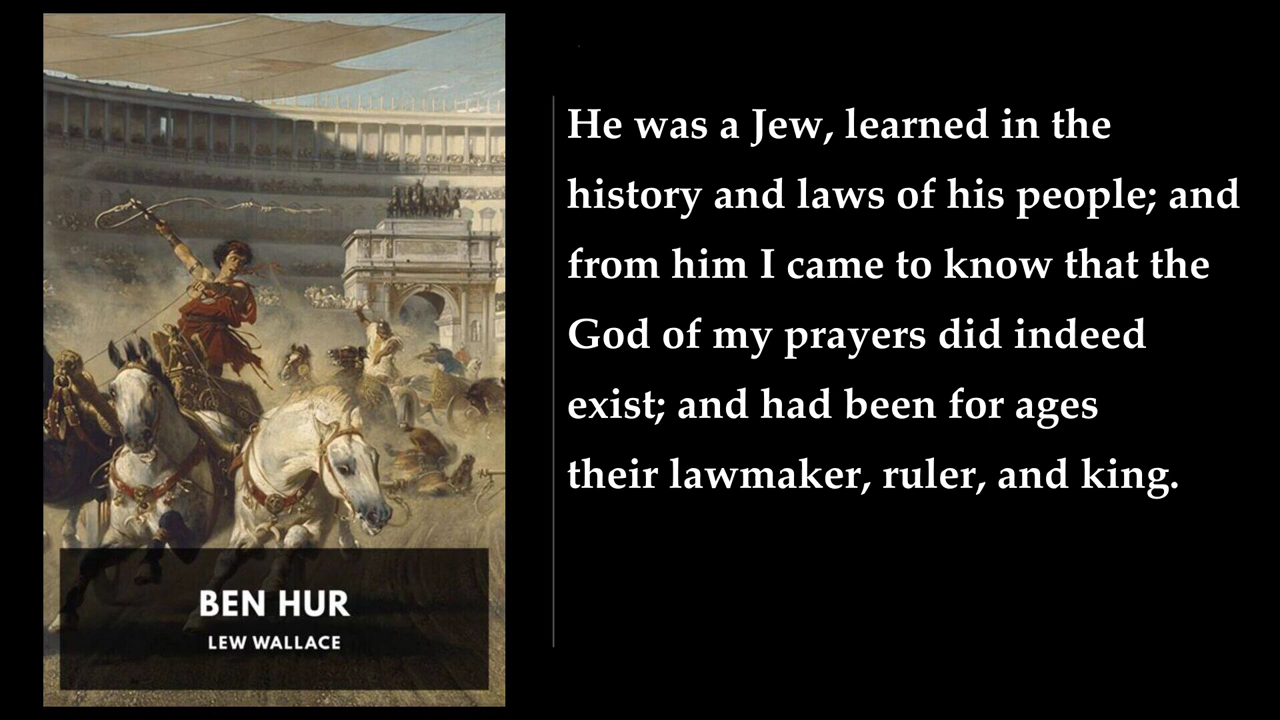 BEN HUR
LEW WALLACE
He was a Jew, learned in the
history and laws of his people; and
from him I came to know that the
God of my prayers did indeed
exist; and had been for ages
their lawmaker, ruler, and king.